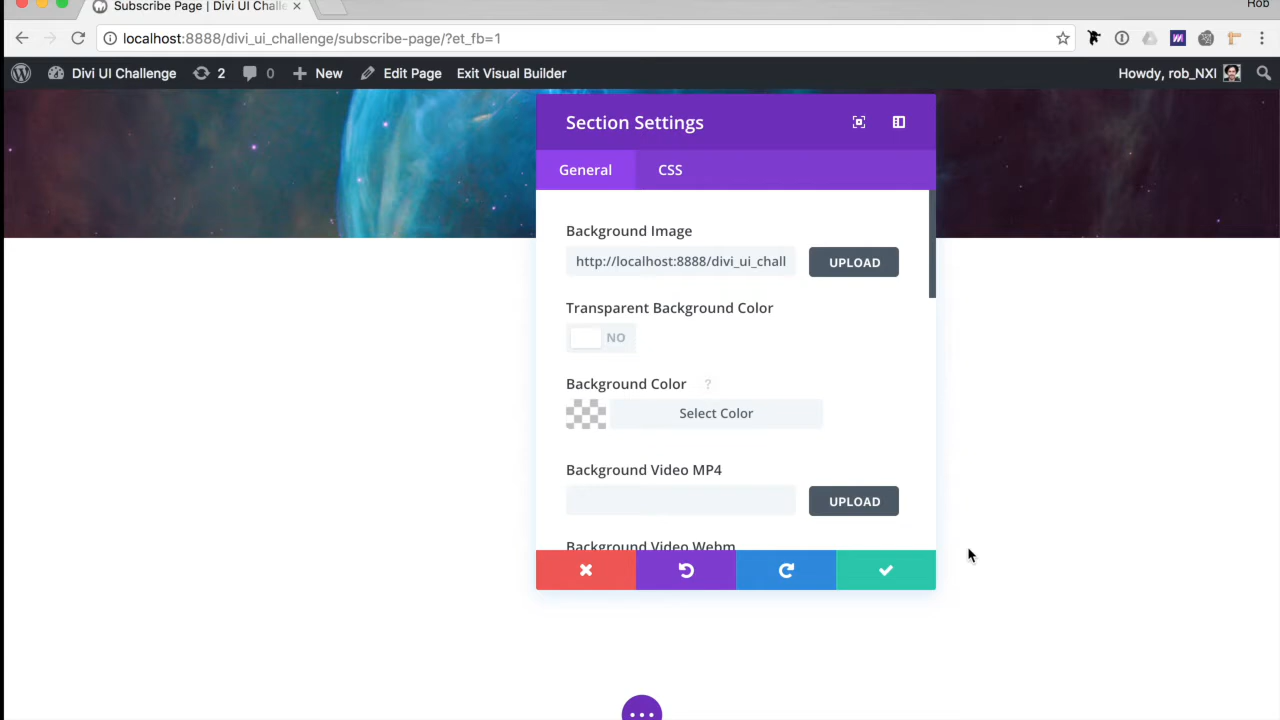 Subscribe Page | Divi UI Challe
Rob
localhost:8888/divi_ui_challenge/subscribe-page/?et_fb=1
Divi UI Challenge 2 0 New Edit Page Exit Visual Builder Howdy, rob_NXI
Section Settings
General CSS
Background Image
http://localhost:8888/divi_ui_chall UPLOAD
Transparent Background Color
NO
Background Color ?
Select Color
Background Video MP4
UPLOAD
Background Video Webm